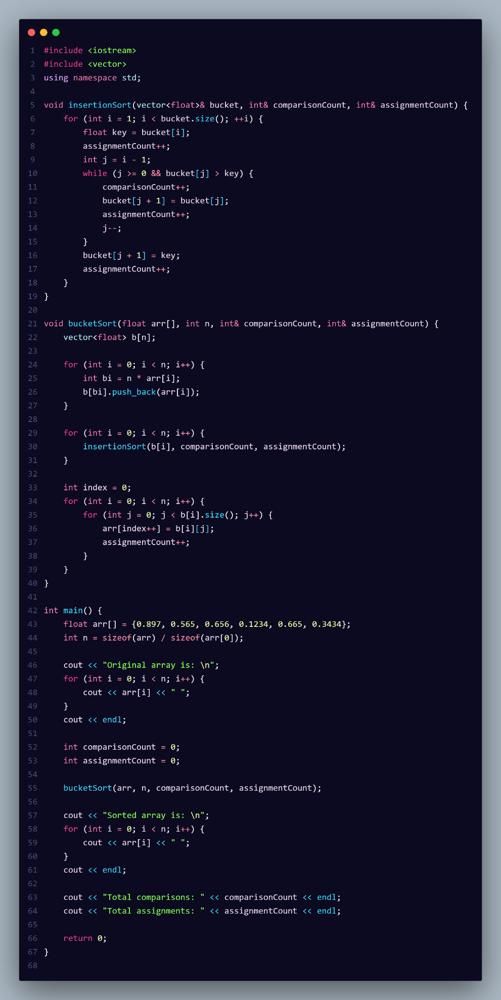 1 #include <iostream>
2 #include <vector>
3 using namespace std;
4
5 void insertionSort(vector<float>& bucket, int& comparisonCount, int& assignmentCount) {
6     for (int i = 1; i < bucket.size(); ++i) {
7         float key = bucket[i];
8         assignmentCount++;
9         int j = i - 1;
10         while (j >= 0 && bucket[j] > key) {
11             comparisonCount++;
12             bucket[j + 1] = bucket[j];
13             assignmentCount++;
14             j--;
15         }
16         bucket[j + 1] = key;
17         assignmentCount++;
18     }
19 }
20
21 void bucketSort(float arr[], int n, int& comparisonCount, int& assignmentCount) {
22     vector<float> b[n];
23
24     for (int i = 0; i < n; i++) {
25         int bi = n * arr[i];
26         b[bi].push_back(arr[i]);
27     }
28
29     for (int i = 0; i < n; i++) {
30         insertionSort(b[i], comparisonCount, assignmentCount);
31     }
32
33     int index = 0;
34     for (int i = 0; i < n; i++) {
35         for (int j = 0; j < b[i].size(); j++) {
36             arr[index++] = b[i][j];
37             assignmentCount++;
38         }
39     }
40 }
41
42 int main() {
43     float arr[] = {0.897, 0.565, 0.656, 0.1234, 0.665, 0.3434};
44     int n = sizeof(arr) / sizeof(arr[0]);
45
46     cout << "Original array is: \n";
47     for (int i = 0; i < n; i++) {
48         cout << arr[i] << " ";
49     }
50     cout << endl;
51
52     int comparisonCount = 0;
53     int assignmentCount = 0;
54
55     bucketSort(arr, n, comparisonCount, assignmentCount);
56
57     cout << "Sorted array is: \n";
58     for (int i = 0; i < n; i++) {
59         cout << arr[i] << " ";
60     }
61     cout << endl;
62
63     cout << "Total comparisons: " << comparisonCount << endl;
64     cout << "Total assignments: " << assignmentCount << endl;
65
66     return 0;
67 }
68